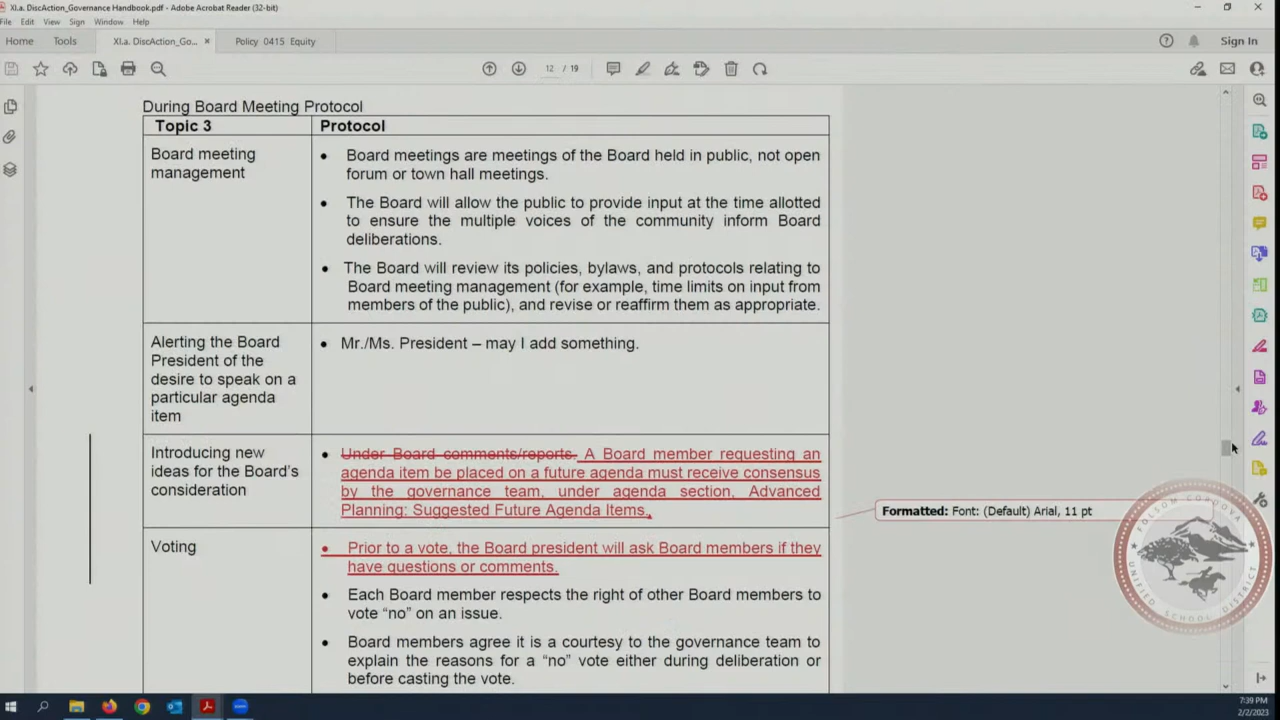 XI.a. DiscAction_Governance Handbook.pdf - Adobe Acrobat Reader (32-bit)
File Edit View Sign Window Help
Home Tools XI.a. DiscAction_Go... × Policy 0415 Equity Sign In
12 / 19
During Board Meeting Protocol
Topic 3 Protocol
Board meeting
management
• Board meetings are meetings of the Board held in public, not open
forum or town hall meetings.
• The Board will allow the public to provide input at the time allotted
to ensure the multiple voices of the community inform Board
deliberations.
• The Board will review its policies, bylaws, and protocols relating to
Board meeting management (for example, time limits on input from
members of the public), and revise or reaffirm them as appropriate.
Alerting the Board
President of the
desire to speak on a
particular agenda
item
• Mr./Ms. President – may I add something.
Introducing new
ideas for the Board's
consideration
• Under Board comments/reports. A Board member requesting an
agenda item be placed on a future agenda must receive consensus
by the governance team, under agenda section, Advanced
Planning: Suggested Future Agenda Items.
Formatted: Font: (Default) Arial, 11 pt
Voting
• Prior to a vote, the Board president will ask Board members if they
have questions or comments.
• Each Board member respects the right of other Board members to
vote “no” on an issue.
• Board members agree it is a courtesy to the governance team to
explain the reasons for a “no” vote either during deliberation or
before casting the vote.
FOLSOM CORDOVA
UNIFIED SCHOOL DISTRICT
7:39 PM
2/2/2023